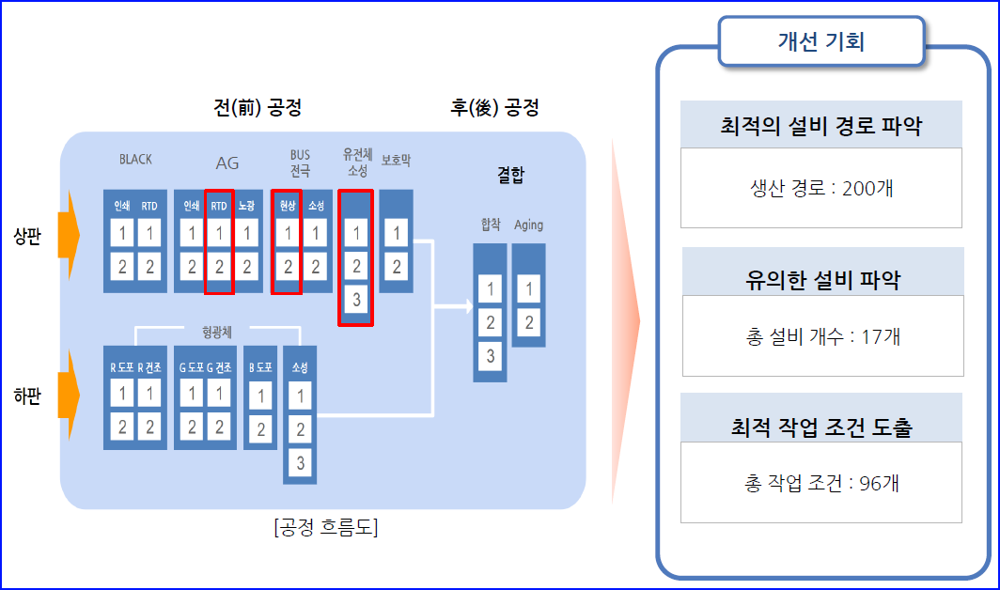 개선 기회
전(前) 공정
후(後) 공정
BLACK
AG
BUS
전극
유전체
소성
보호막
결합
상판
인쇄 RTD
1 1
2 2
인쇄 RTD 노광
1 1 1
2 2 2
현상 소성
1 1
2 2
1
2
3
1
2
합착 Aging
1 1
2 2
3
형광체
하판
R 도포 R 건조
1 1
2 2
G 도포 G 건조
1 1
2 2
B 도포
1
2
소성
1
2
3
[공정 흐름도]
최적의 설비 경로 파악
생산 경로 : 200개
유의한 설비 파악
총 설비 개수 : 17개
최적 작업 조건 도출
총 작업 조건 : 96개